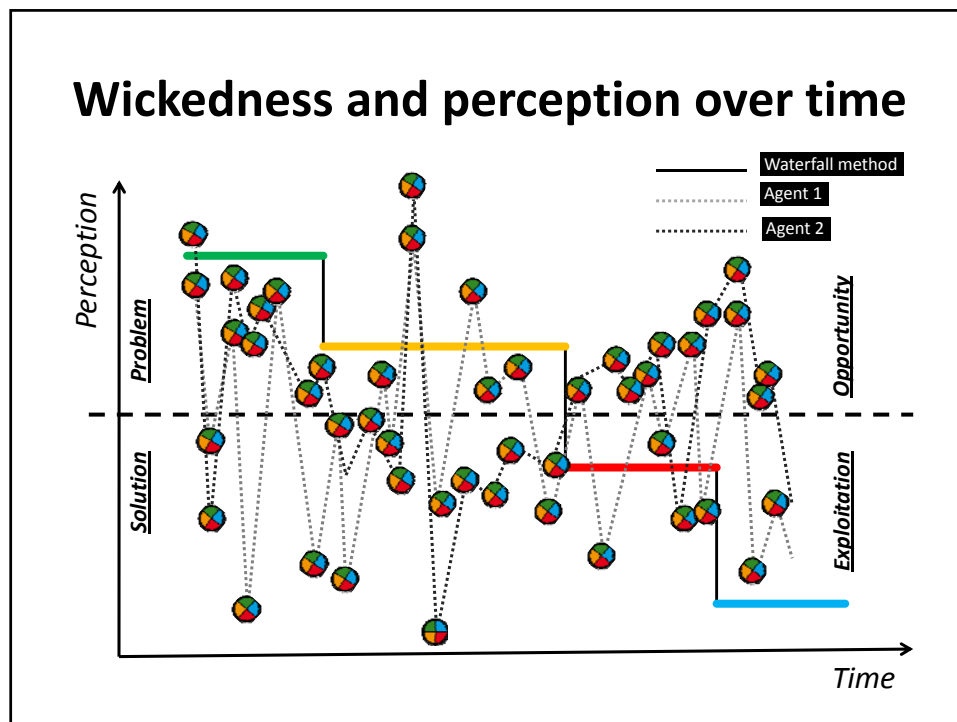 Wickedness and perception over time
Waterfall method
Agent 1
Agent 2
Perception
Problem
Opportunity
Solution
Exploitation
Time